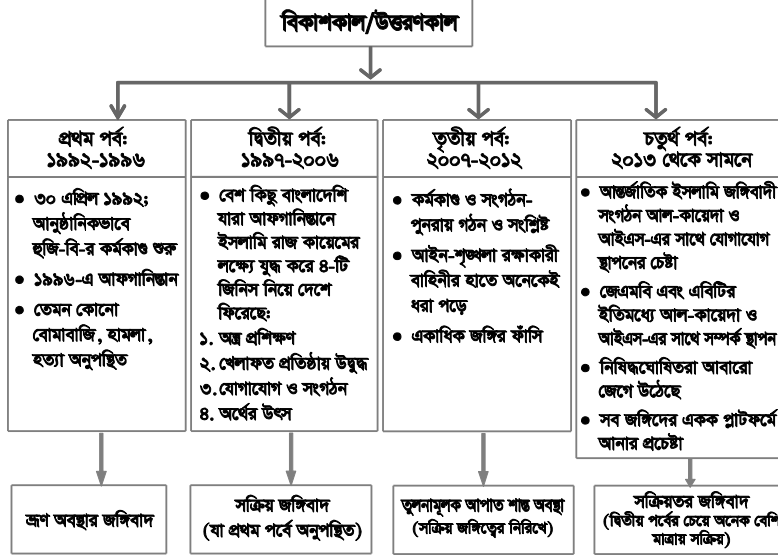 বিকাশকাল/উত্তরণকাল
প্রথম পর্ব:
১৯৯২-১৯৯৬
● ৩০ এপ্রিল ১৯৯২;
আনুষ্ঠানিকভাবে
হুজি-বি-র কর্মকাণ্ড শুরু
● ১৯৯৬-এ আফগানিস্তান
● তেমন কোনো
বোমাবাজি, হামলা,
হত্যা অনুপস্থিত
ভ্রূণ অবস্থার জঙ্গিবাদ
দ্বিতীয় পর্ব:
১৯৯৭-২০০৬
● বেশ কিছু বাংলাদেশি
যারা আফগানিস্তানে
ইসলামি রাজ কায়েমের
লক্ষ্যে যুদ্ধ করে ৪-টি
জিনিস নিয়ে দেশে
ফিরেছে:
১. অস্ত্র প্রশিক্ষণ
২. খেলাফত প্রতিষ্ঠায় উদ্বুদ্ধ
৩. যোগাযোগ ও সংগঠন
৪. অর্থের উৎস
সক্রিয় জঙ্গিবাদ
(যা প্রথম পর্বে অনুপস্থিত)
তৃতীয় পর্ব:
২০০৭-২০১২
● কর্মকাণ্ড ও সংগঠন-
পুনরায় গঠন ও সংশ্লিষ্ট
● আইন-শৃঙ্খলা রক্ষাকারী
বাহিনীর হাতে অনেকেই
ধরা পড়ে
● একাধিক জঙ্গির ফাঁসি
তুলনামূলক আপাত শান্ত অবস্থা
(সক্রিয় জঙ্গিত্বের নিরিখে)
চতুর্থ পর্ব:
২০১৩ থেকে সামনে
● আন্তর্জাতিক ইসলামি জঙ্গিবাদী
সংগঠন আল-কায়েদা ও
আইএস-এর সাথে যোগাযোগ
স্থাপনের চেষ্টা
● জেএমবি এবং এবিটির
ইতিমধ্যে আল-কায়েদা ও
আইএস-এর সাথে সম্পর্ক স্থাপন
● নিষিদ্ধঘোষিতরা আবারো
জেগে উঠেছে
● সব জঙ্গিদের একক প্লাটফর্মে
আনার প্রচেষ্টা
সক্রিয়তর জঙ্গিবাদ
(দ্বিতীয় পর্বের চেয়ে অনেক বেশি
মাত্রায় সক্রিয়)